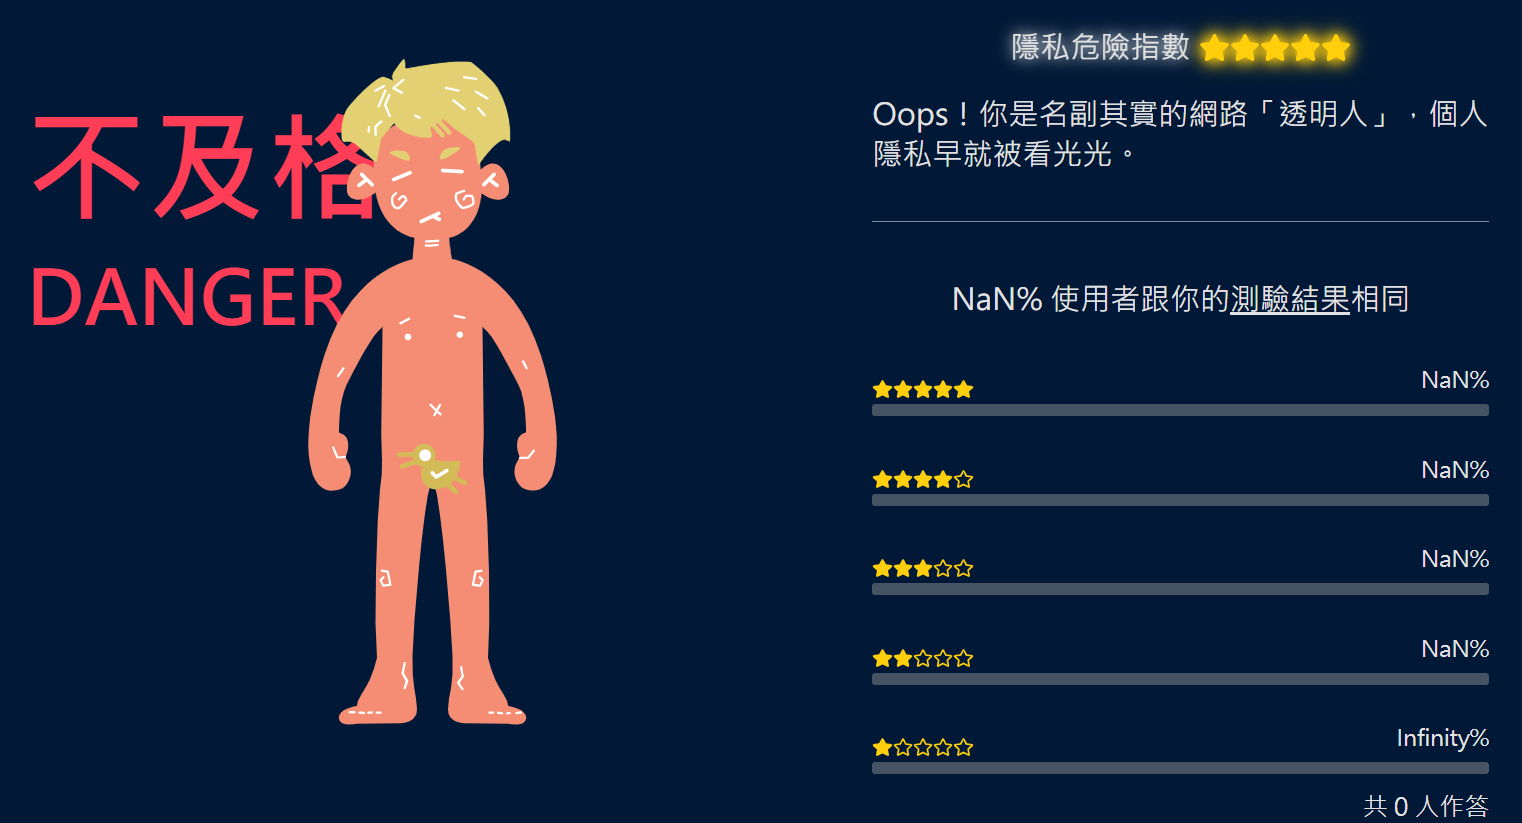 不及格
DANGER
隱私危險指數
Oops！你是名副其實的網路「透明人」，個人
隱私早就被看光光。
NaN% 使用者跟你的測驗結果相同
NaN%
NaN%
NaN%
NaN%
Infinity%
共 0 人作答